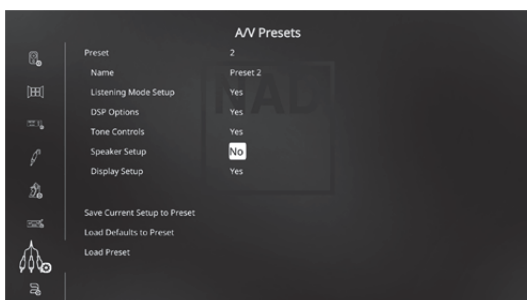 A/V Presets
Preset 2
Name Preset 2
Listening Mode Setup Yes
DSP Options Yes
Tone Controls Yes
Speaker Setup No
Display Setup Yes
Save Current Setup to Preset
Load Defaults to Preset
Load Preset
NAD